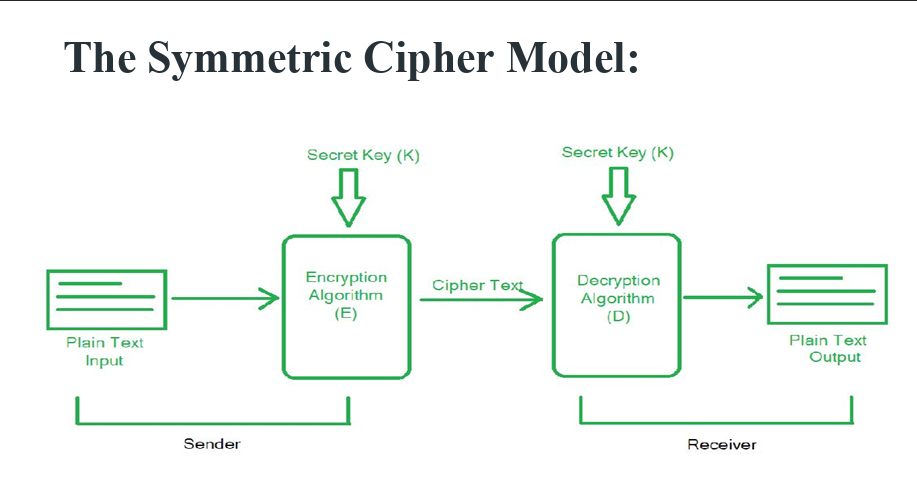 The Symmetric Cipher Model:
Secret Key (K)
Secret Key (K)
Encryption
Algorithm
(E)
Cipher Text
Decryption
Algorithm
(D)
Plain Text
Input
Plain Text
Output
Sender
Receiver